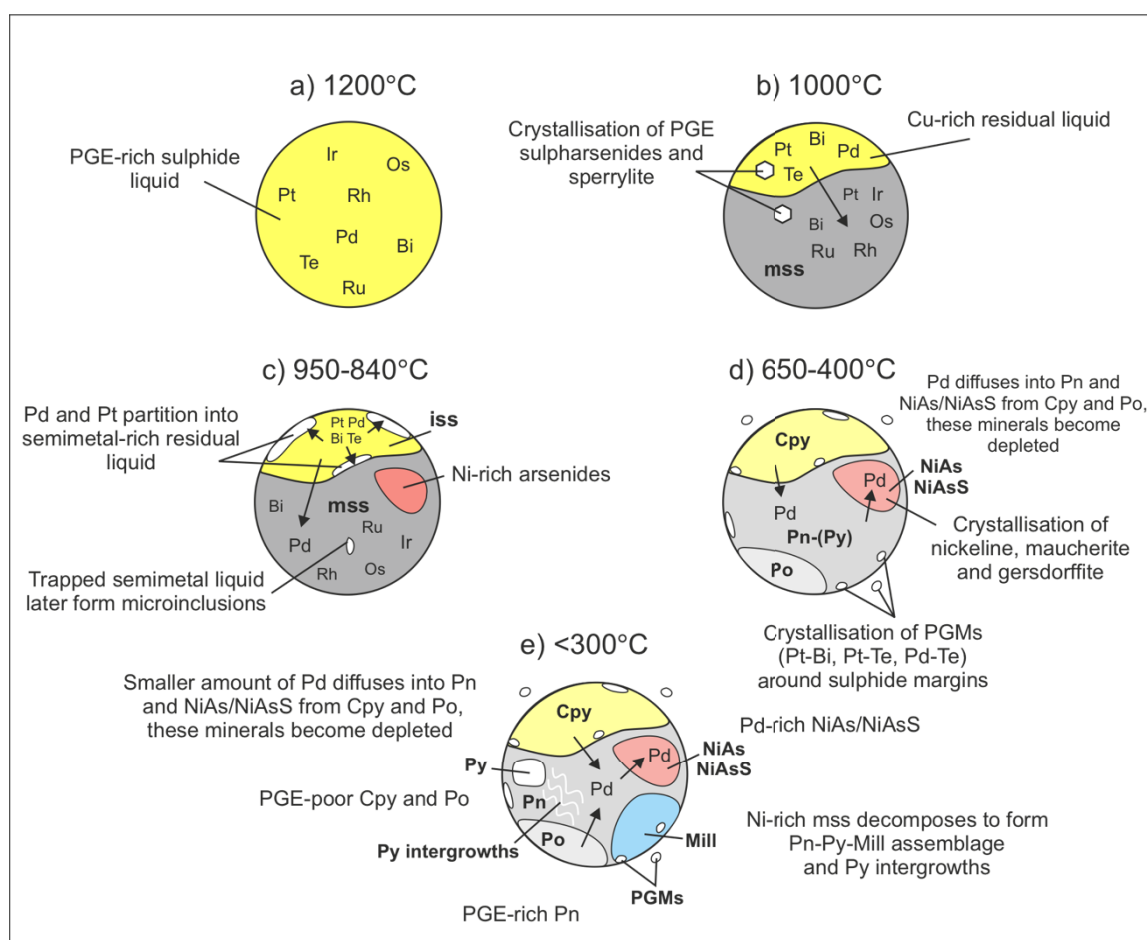 a) 1200°C
PGE-rich sulphide
liquid
Ir
Os
Pt
Rh
Pd
Bi
Te
Ru
b) 1000°C
Crystallisation of PGE
sulpharsenides and
sperrylite
Cu-rich residual liquid
Bi
Pt
Pd
Te
Pt
Ir
Bi
Os
Ru
Rh
mss
c) 950-840°C
Pd and Pt partition into
semimetal-rich residual
liquid
Pt Pd
Bi Te
iss
Ni-rich arsenides
mss
Bi
Ru
Pd
Ir
Rh
Os
Trapped semimetal liquid
later form microinclusions
d) 650-400°C
Pd diffuses into Pn and
NiAs/NiAsS from Cpy and Po,
these minerals become
depleted
Cpy
NiAs
NiAsS
Pd
Pd
Pn-(Py)
Po
Crystallisation of
nickeline, maucherite
and gersdorffite
Crystallisation of PGMs
(Pt-Bi, Pt-Te, Pd-Te)
around sulphide margins
e) <300°C
Smaller amount of Pd diffuses into Pn
and NiAs/NiAsS from Cpy and Po,
these minerals become depleted
Cpy
Pd-rich NiAs/NiAsS
NiAs
NiAsS
Pd
Py
Pd
PGE-poor Cpy and Po
Pn
Po
Mill
Py intergrowths
Ni-rich mss decomposes to form
Pn-Py-Mill assemblage
and Py intergrowths
PGMs
PGE-rich Pn